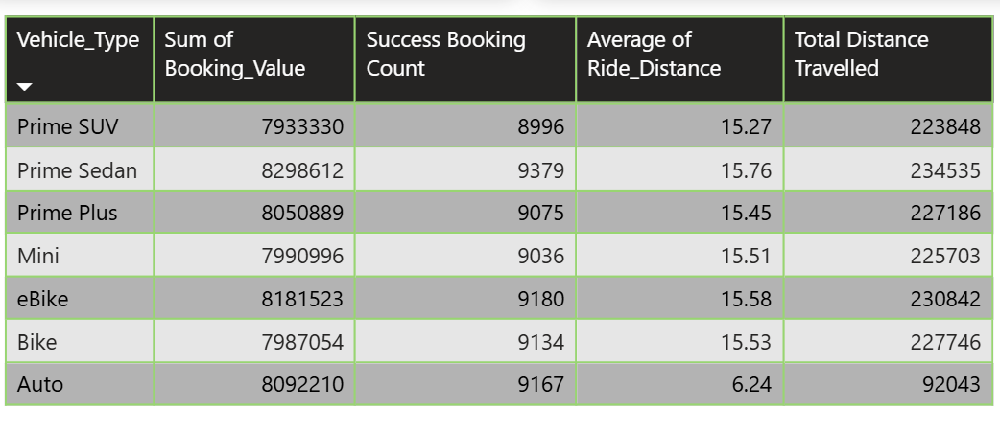 Vehicle_Type Sum of Booking_Value Success Booking Count Average of Ride_Distance Total Distance Travelled
Prime SUV 7933330 8996 15.27 223848
Prime Sedan 8298612 9379 15.76 234535
Prime Plus 8050889 9075 15.45 227186
Mini 7990996 9036 15.51 225703
eBike 8181523 9180 15.58 230842
Bike 7987054 9134 15.53 227746
Auto 8092210 9167 6.24 92043